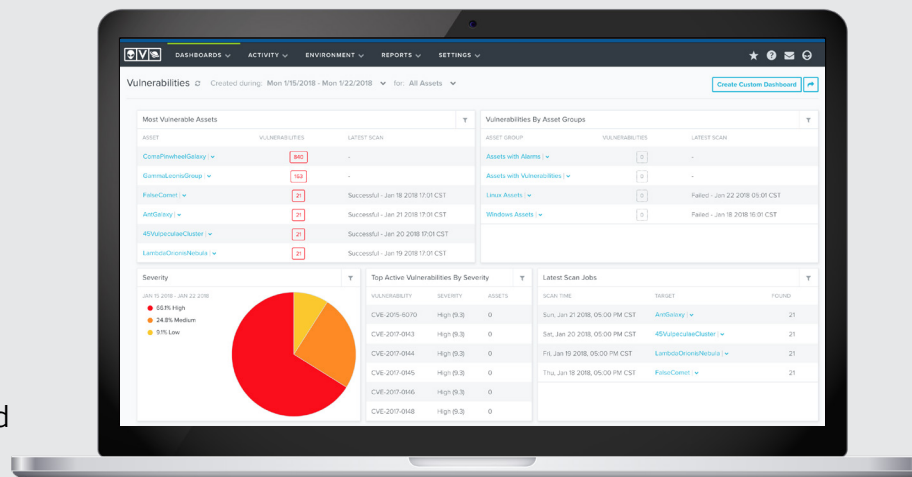 DASHBOARDS ACTIVITY ENVIRONMENT REPORTS SETTINGS
Vulnerabilities Created during: Mon 1/15/2018 - Mon 1/22/2018 for: All Assets Create Custom Dashboard
Most Vulnerable Assets
ASSET VULNERABILITIES LATEST SCAN
ComsPinwheelGalaxy 840 -
GammaLeonisGroup 168 -
FalseComet 21 Successful - Jan 18 2018 17:01 CST
AntGalaxy 21 Successful - Jan 21 2018 17:01 CST
45VulpeculaeCluster 21 Successful - Jan 20 2018 17:01 CST
LambdaOrionisNebula 21 Successful - Jan 19 2018 17:01 CST
Vulnerabilities By Asset Groups
ASSET GROUP VULNERABILITIES LATEST SCAN
Assets with Alarms 0 -
Assets with Vulnerabilities 0 -
Linux Assets 0 Failed - Jan 22 2018 09:01 CST
Windows Assets 0 Failed - Jan 18 2018 16:01 CST
Severity
JAN 15 2018 - JAN 22 2018
High
24.8% Medium
9.1% Low
Top Active Vulnerabilities By Severity
VULNERABILITY SEVERITY ASSETS
CVE-2015-6070 High (9.3) 0
CVE-2017-0143 High (9.3) 0
CVE-2017-0144 High (9.3) 0
CVE-2017-0145 High (9.3) 0
CVE-2017-0146 High (9.3) 0
CVE-2017-0148 High (9.3) 0
Latest Scan Jobs
SCAN TIME TARGET FOUND
Sun, Jan 21 2018, 05:00 PM CST AntGalaxy 21
Sat, Jan 20 2018, 05:00 PM CST 45VulpeculaeCluster 21
Fri, Jan 19 2018, 05:00 PM CST LambdaOrionisNebula 21
Thu, Jan 18 2018, 05:00 PM CST FalseComet 21
d